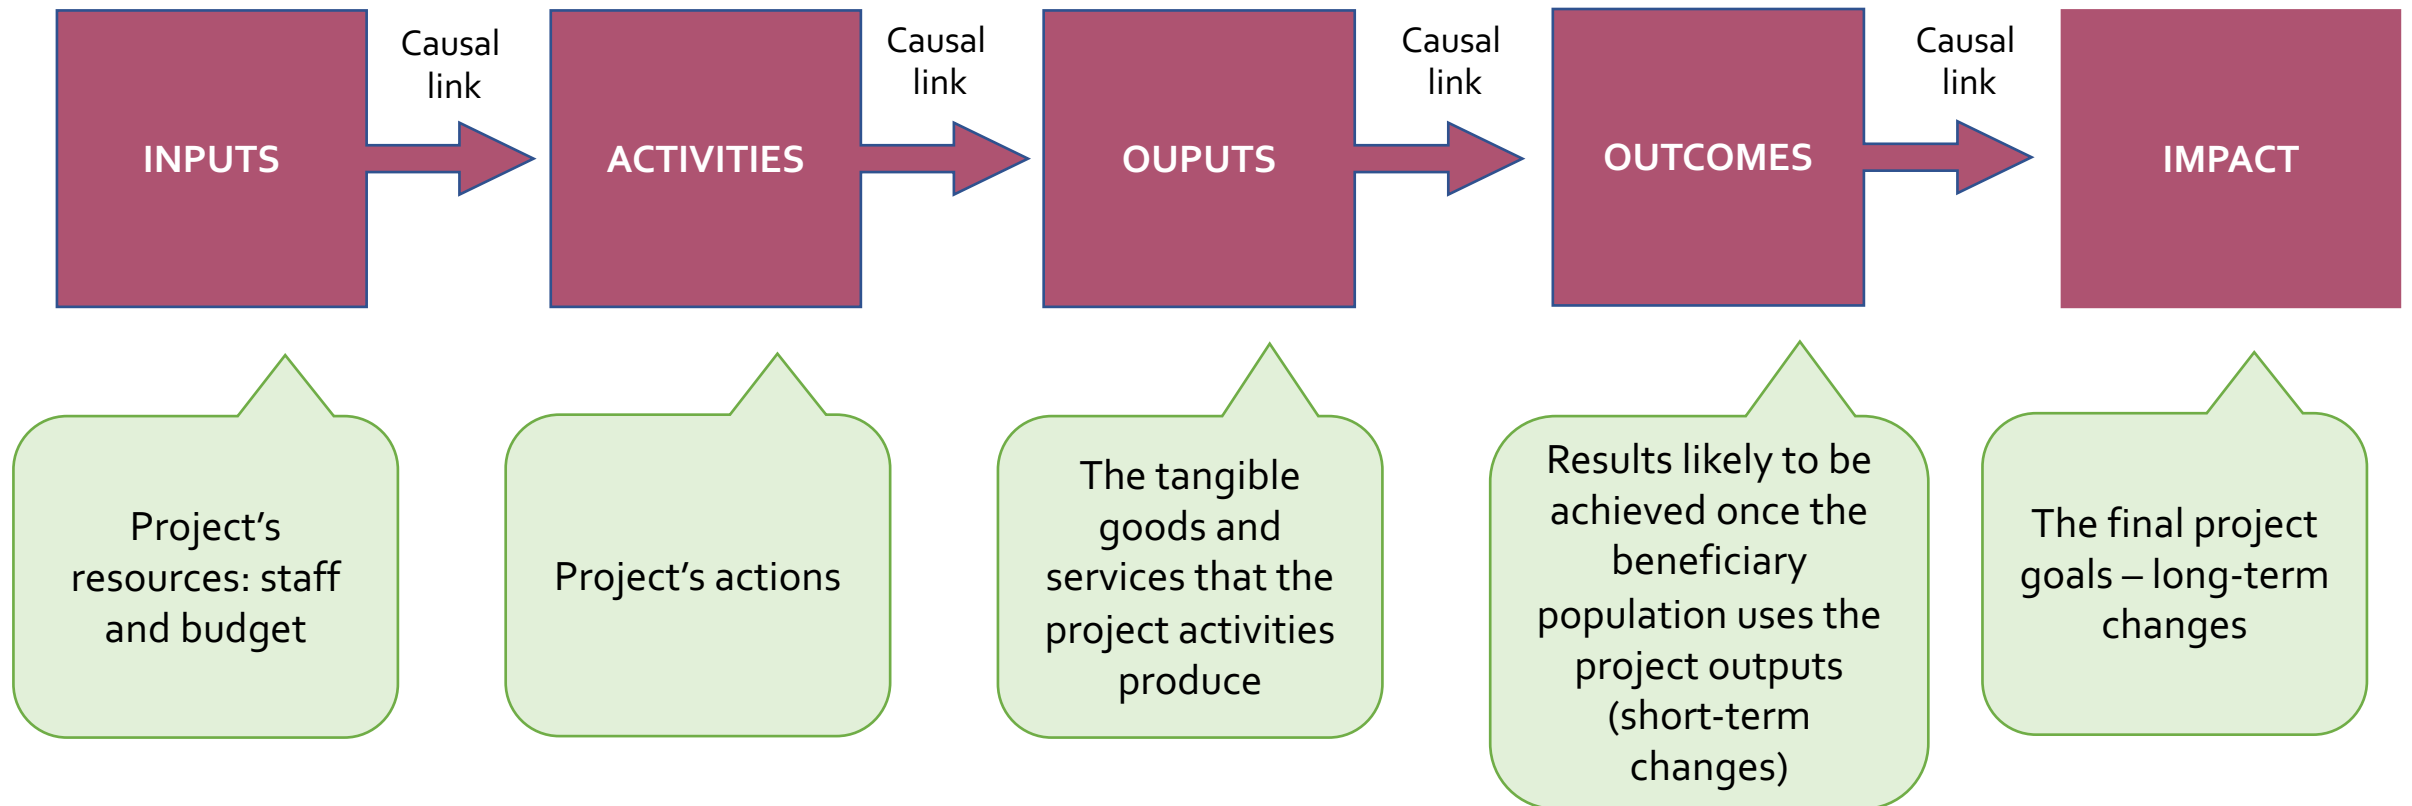 INPUTS
Causal
link
ACTIVITIES
Causal
link
OUPUTS
Causal
link
OUTCOMES
Causal
link
IMPACT
Project’s
resources: staff
and budget
Project’s actions
The tangible
goods and
services that the
project activities
produce
Results likely to be
achieved once the
beneficiary
population uses the
project outputs
(short-term
changes)
The final project
goals – long-term
changes